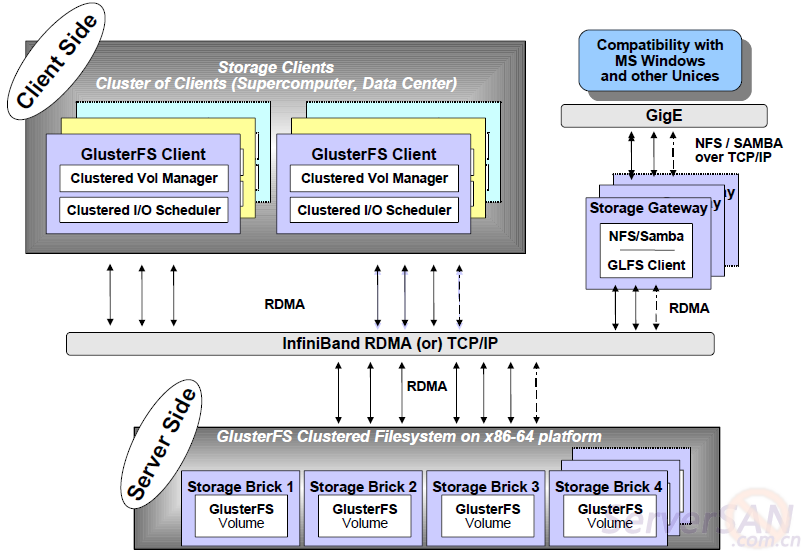 Client Side
Storage Clients
Cluster of Clients (Supercomputer, Data Center)
GlusterFS Client
Clustered Vol Manager
Clustered I/O Scheduler
GlusterFS Client
Clustered Vol Manager
Clustered I/O Scheduler
Compatibility with
MS Windows
and other Unices
GigE
NFS / SAMBA
over TCP/IP
Storage Gateway
NFS/Samba
GLFS Client
RDMA
RDMA
InfiniBand RDMA (or) TCP/IP
RDMA
Server Side
GlusterFS Clustered Filesystem on x86-64 platform
Storage Brick 1
GlusterFS
Volume
Storage Brick 2
GlusterFS
Volume
Storage Brick 3
GlusterFS
Volume
Storage Brick 4
GlusterFS
Volume
ServerSAN
.com.cn